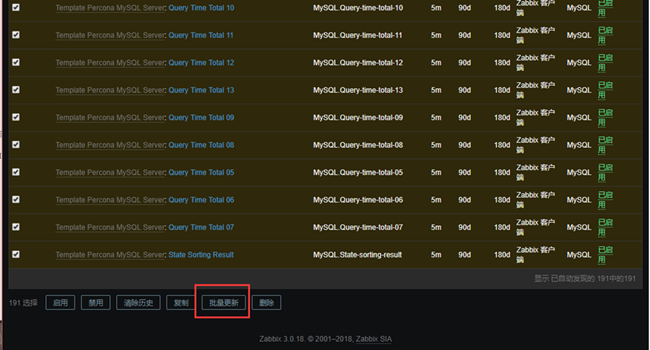 Template Percona MySQL Server: Query Time Total 10 MySQL.Query-time-total-10 5m 90d 180d Zabbix 客户端 MySQL 已启用
Template Percona MySQL Server: Query Time Total 11 MySQL.Query-time-total-11 5m 90d 180d Zabbix 客户端 MySQL 已启用
Template Percona MySQL Server: Query Time Total 12 MySQL.Query-time-total-12 5m 90d 180d Zabbix 客户端 MySQL 已启用
Template Percona MySQL Server: Query Time Total 13 MySQL.Query-time-total-13 5m 90d 180d Zabbix 客户端 MySQL 已启用
Template Percona MySQL Server: Query Time Total 09 MySQL.Query-time-total-09 5m 90d 180d Zabbix 客户端 MySQL 已启用
Template Percona MySQL Server: Query Time Total 08 MySQL.Query-time-total-08 5m 90d 180d Zabbix 客户端 MySQL 已启用
Template Percona MySQL Server: Query Time Total 05 MySQL.Query-time-total-05 5m 90d 180d Zabbix 客户端 MySQL 已启用
Template Percona MySQL Server: Query Time Total 06 MySQL.Query-time-total-06 5m 90d 180d Zabbix 客户端 MySQL 已启用
Template Percona MySQL Server: Query Time Total 07 MySQL.Query-time-total-07 5m 90d 180d Zabbix 客户端 MySQL 已启用
Template Percona MySQL Server: State Sorting Result MySQL.State-sorting-result 5m 90d 180d Zabbix 客户端 MySQL 已启用
显示 已自动发现的 191中的191
191 选择 启用 禁用 清除历史 复制 批量更新 删除
Zabbix 3.0.18. © 2001–2018, Zabbix SIA